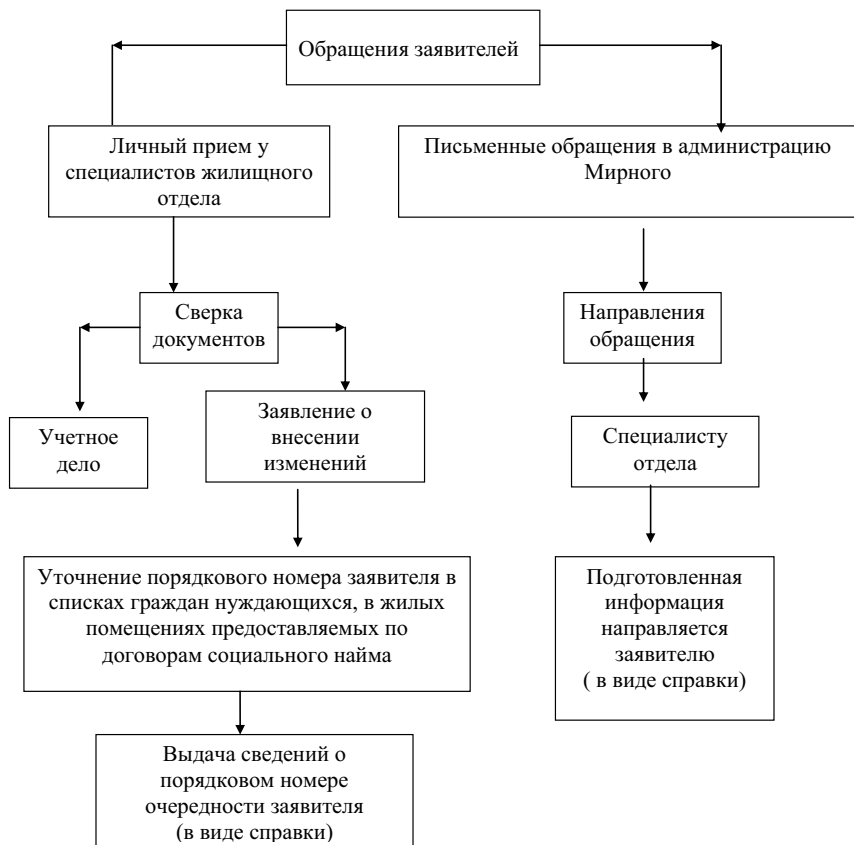 Обращения заявителей
Личный прием у
специалистов жилищного
отдела
Письменные обращения в администрацию
Мирного
Сверка
документов
Направления
обращения
Учетное
дело
Заявление о
внесении
изменений
Специалисту
отдела
Уточнение порядкового номера заявителя в
списках граждан нуждающихся, в жилых
помещениях предоставляемых по
договорам социального найма
Подготовленная
информация
направляется
заявителю
( в виде справки)
Выдача сведений о
порядковом номере
очередности заявителя
(в виде справки)